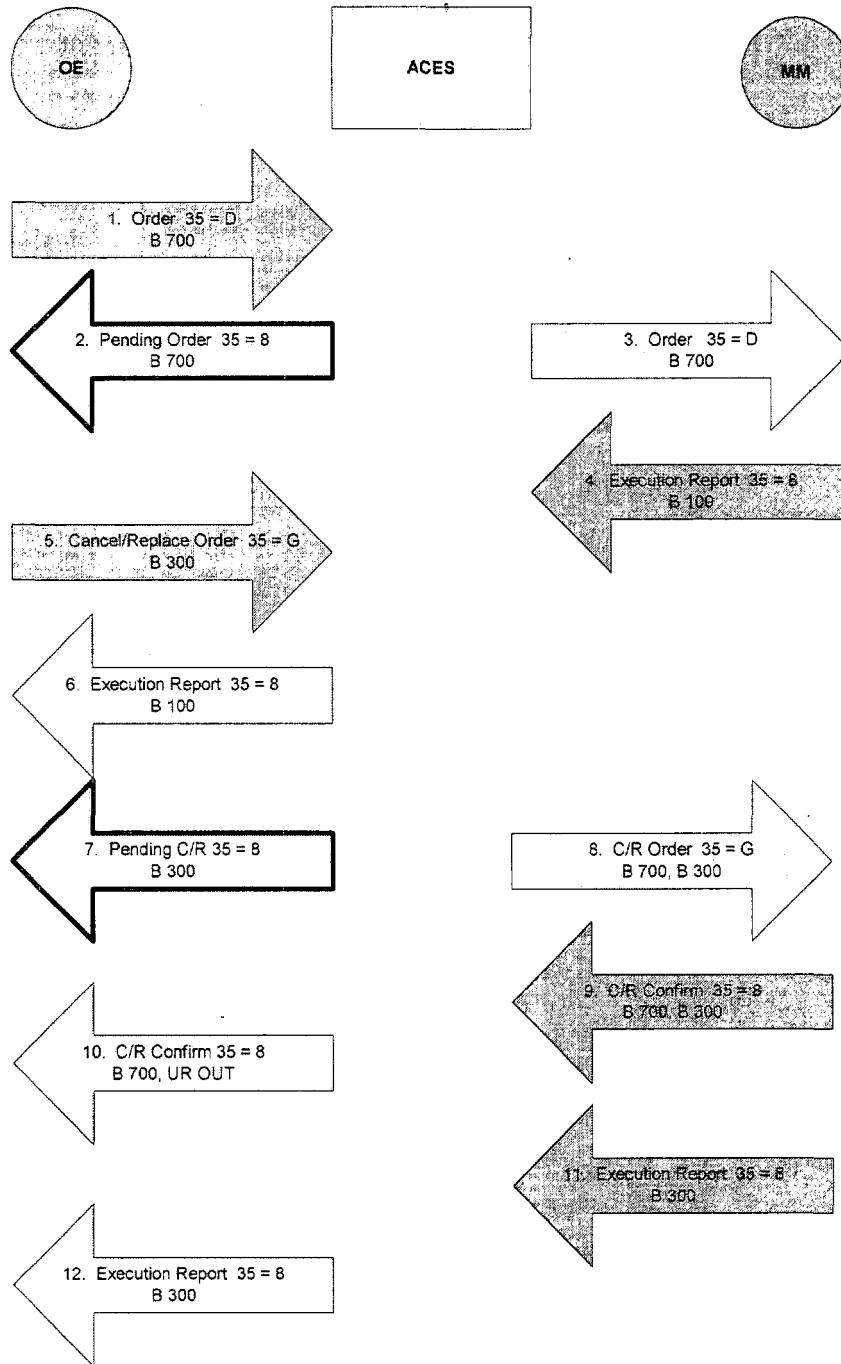 OE
ACES
MM
1. Order 35 = D
B 700
2. Pending Order 35 = 8
B 700
3. Order 35 = D
B 700
4. Execution Report 35 = 8
B 100
5. Cancel/Replace Order 35 = G
B 300
6. Execution Report 35 = 8
B 100
7. Pending C/R 35 = 8
B 300
8. C/R Order 35 = G
B 700, B 300
9. C/R Confirm 35 = 8
B 700, B 300
10. C/R Confirm 35 = 8
B 700, UR OUT
11. Execution Report 35 = 8
B 300
12. Execution Report 35 = 8
B 300